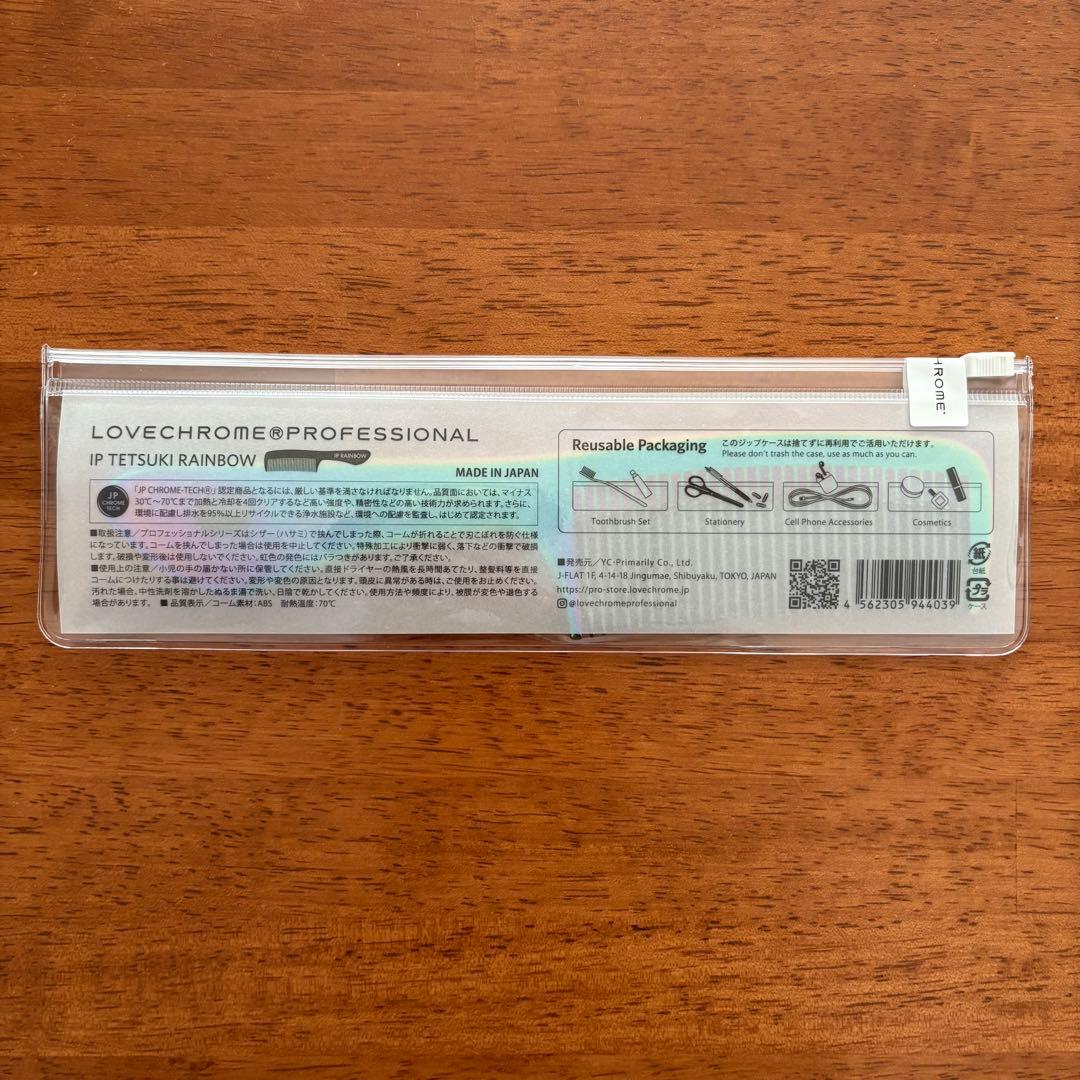 HROME®
LOVECHROME®PROFESSIONAL
IP TETSUKI RAINBOW
IP RAINBOW
MADE IN JAPAN
JP
CHROME
TECH
「JP CHROME-TECH®」認定商品となるには、厳しい基準を満さなければなりません。品質面においては、マイナス
30℃〜70℃まで加熱と冷却を4回クリアするなど高い強度や、精密性などの高い技術力が求められます。さらに、
環境に配慮し排水を95%以上リサイクルできる浄水施設など、環境への配慮を監査し、はじめて認定されます。
■取扱注意／プロフェッショナルシリーズはシザー(ハサミ)で挟んでしまった際、コームが折れることで刃こぼれを防ぐ仕様
になっています。コームを挟んでしまった場合は使用を中止してください。特殊加工により衝撃に弱く、落下などの衝撃で破損
します。破損や変形後は使用しないでください。虹色の発色にはバラつきがあります。ご了承ください。
■使用上の注意／小児の手の届かない所に保管してください。直接ドライヤーの熱風を長時間あてたり、整髪料等を直接
コームにつけたりする事は避けてください。変形や変色の原因となります。頭皮に異常がある時は、ご使用をお止めください。
汚れた場合、中性洗剤を溶かしたぬるま湯で洗い、日陰で乾かしてください。使用方法や頻度により、被膜が変色や退色する
場合があります。 ■ 品質表示／コーム素材:ABS 耐熱温度:70℃
Reusable Packaging
このジップケースは捨てずに再利用でご活用いただけます。
Please don't trash the case, use as much as you can.
Toothbrush Set
Stationery
Cell Phone Accessories
Cosmetics
■発売元／YC・Primarily Co., Ltd.
J-FLAT 1F, 4-14-18 Jingumae, Shibuyaku, TOKYO, JAPAN
https://pro-store.lovechrome.jp
@lovechromeprofessional
4 562305 944039
紙
台紙
プラ
ケース